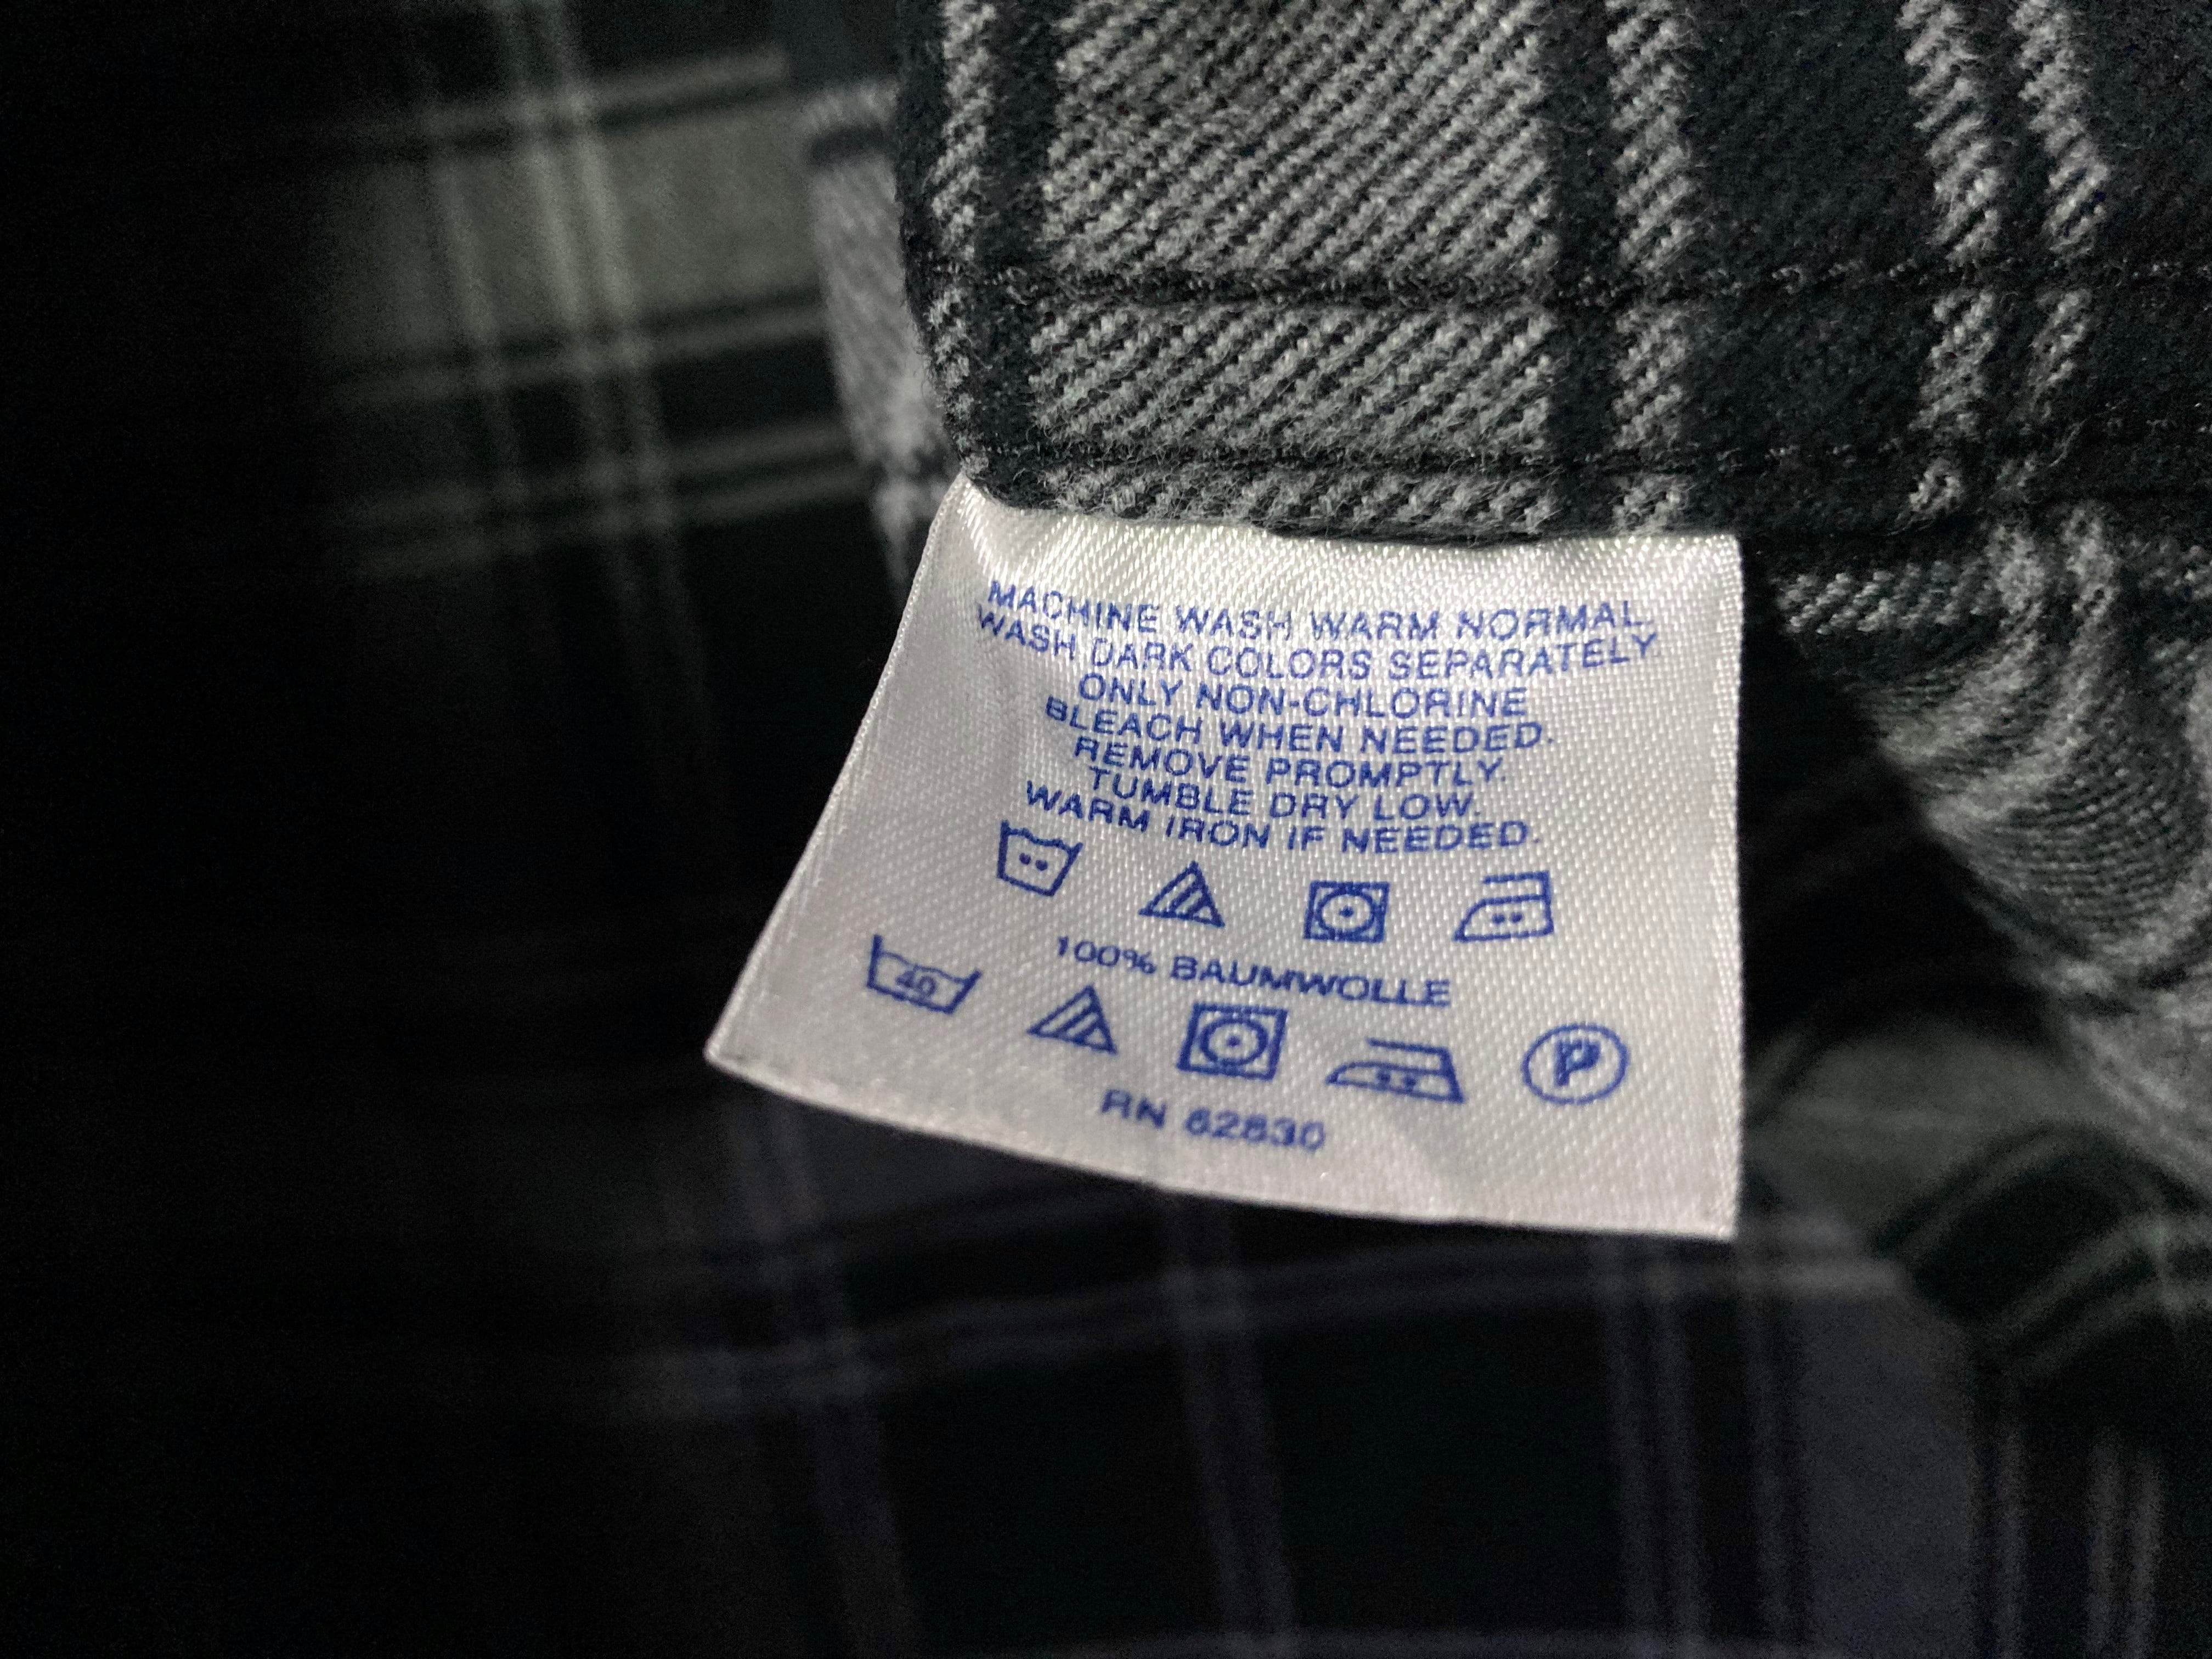 MACHINE WASH WARM NORMAL,
WASH DARK COLORS SEPARATELY
ONLY NON-CHLORINE
BLEACH WHEN NEEDED.
REMOVE PROMPTLY.
TUMBLE DRY LOW.
WARM IRON IF NEEDED.
100% BAUMWOLLE
40
P
RN 62830